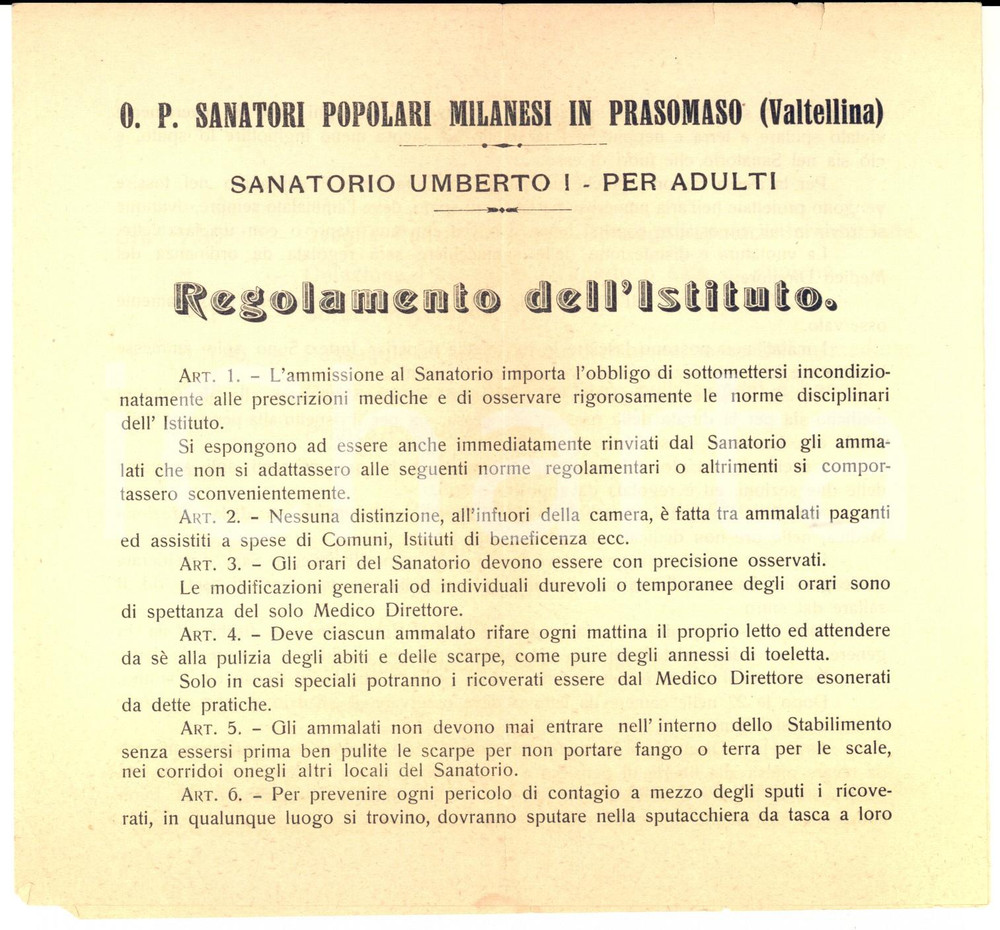 O. P. SANATORI POPOLARI MILANESI IN PRASOMASO (Valtellina)
SANATORIO UMBERTO I - PER ADULTI
Regolamento dell'Istituto.
ART. 1. - L'ammissione al Sanatorio importa l'obbligo di sottomettersi incondizio-
natamente alle prescrizioni mediche e di osservare rigorosamente le norme disciplinari
dell' Istituto.
Si espongono ad essere anche immediatamente rinviati dal Sanatorio gli amma-
lati che non si adattassero alle seguenti norme regolamentari o altrimenti si compor-
tassero sconvenientemente.
ART. 2. - Nessuna distinzione, all'infuori della camera, è fatta tra ammalati paganti
ed assistiti a spese di Comuni, Istituti di beneficenza ecc.
ART. 3. - Gli orari del Sanatorio devono essere con precisione osservati.
Le modificazioni generali od individuali durevoli o temporanee degli orari sono
di spettanza del solo Medico Direttore.
ART. 4. - Deve ciascun ammalato rifare ogni mattina il proprio letto ed attendere
da sè alla pulizia degli abiti e delle scarpe, come pure degli annessi di toeletta.
Solo in casi speciali potranno i ricoverati essere dal Medico Direttore esonerati
da dette pratiche.
ART. 5. - Gli ammalati non devono mai entrare nell' interno dello Stabilimento
senza essersi prima ben pulite le scarpe per non portare fango o terra per le scale,
nei corridoi onegli altri locali del Sanatorio.
ART. 6. - Per prevenire ogni pericolo di contagio a mezzo degli sputi i ricove-
rati, in qualunque luogo si trovino, dovranno sputare nella sputacchiera da tasca a loro